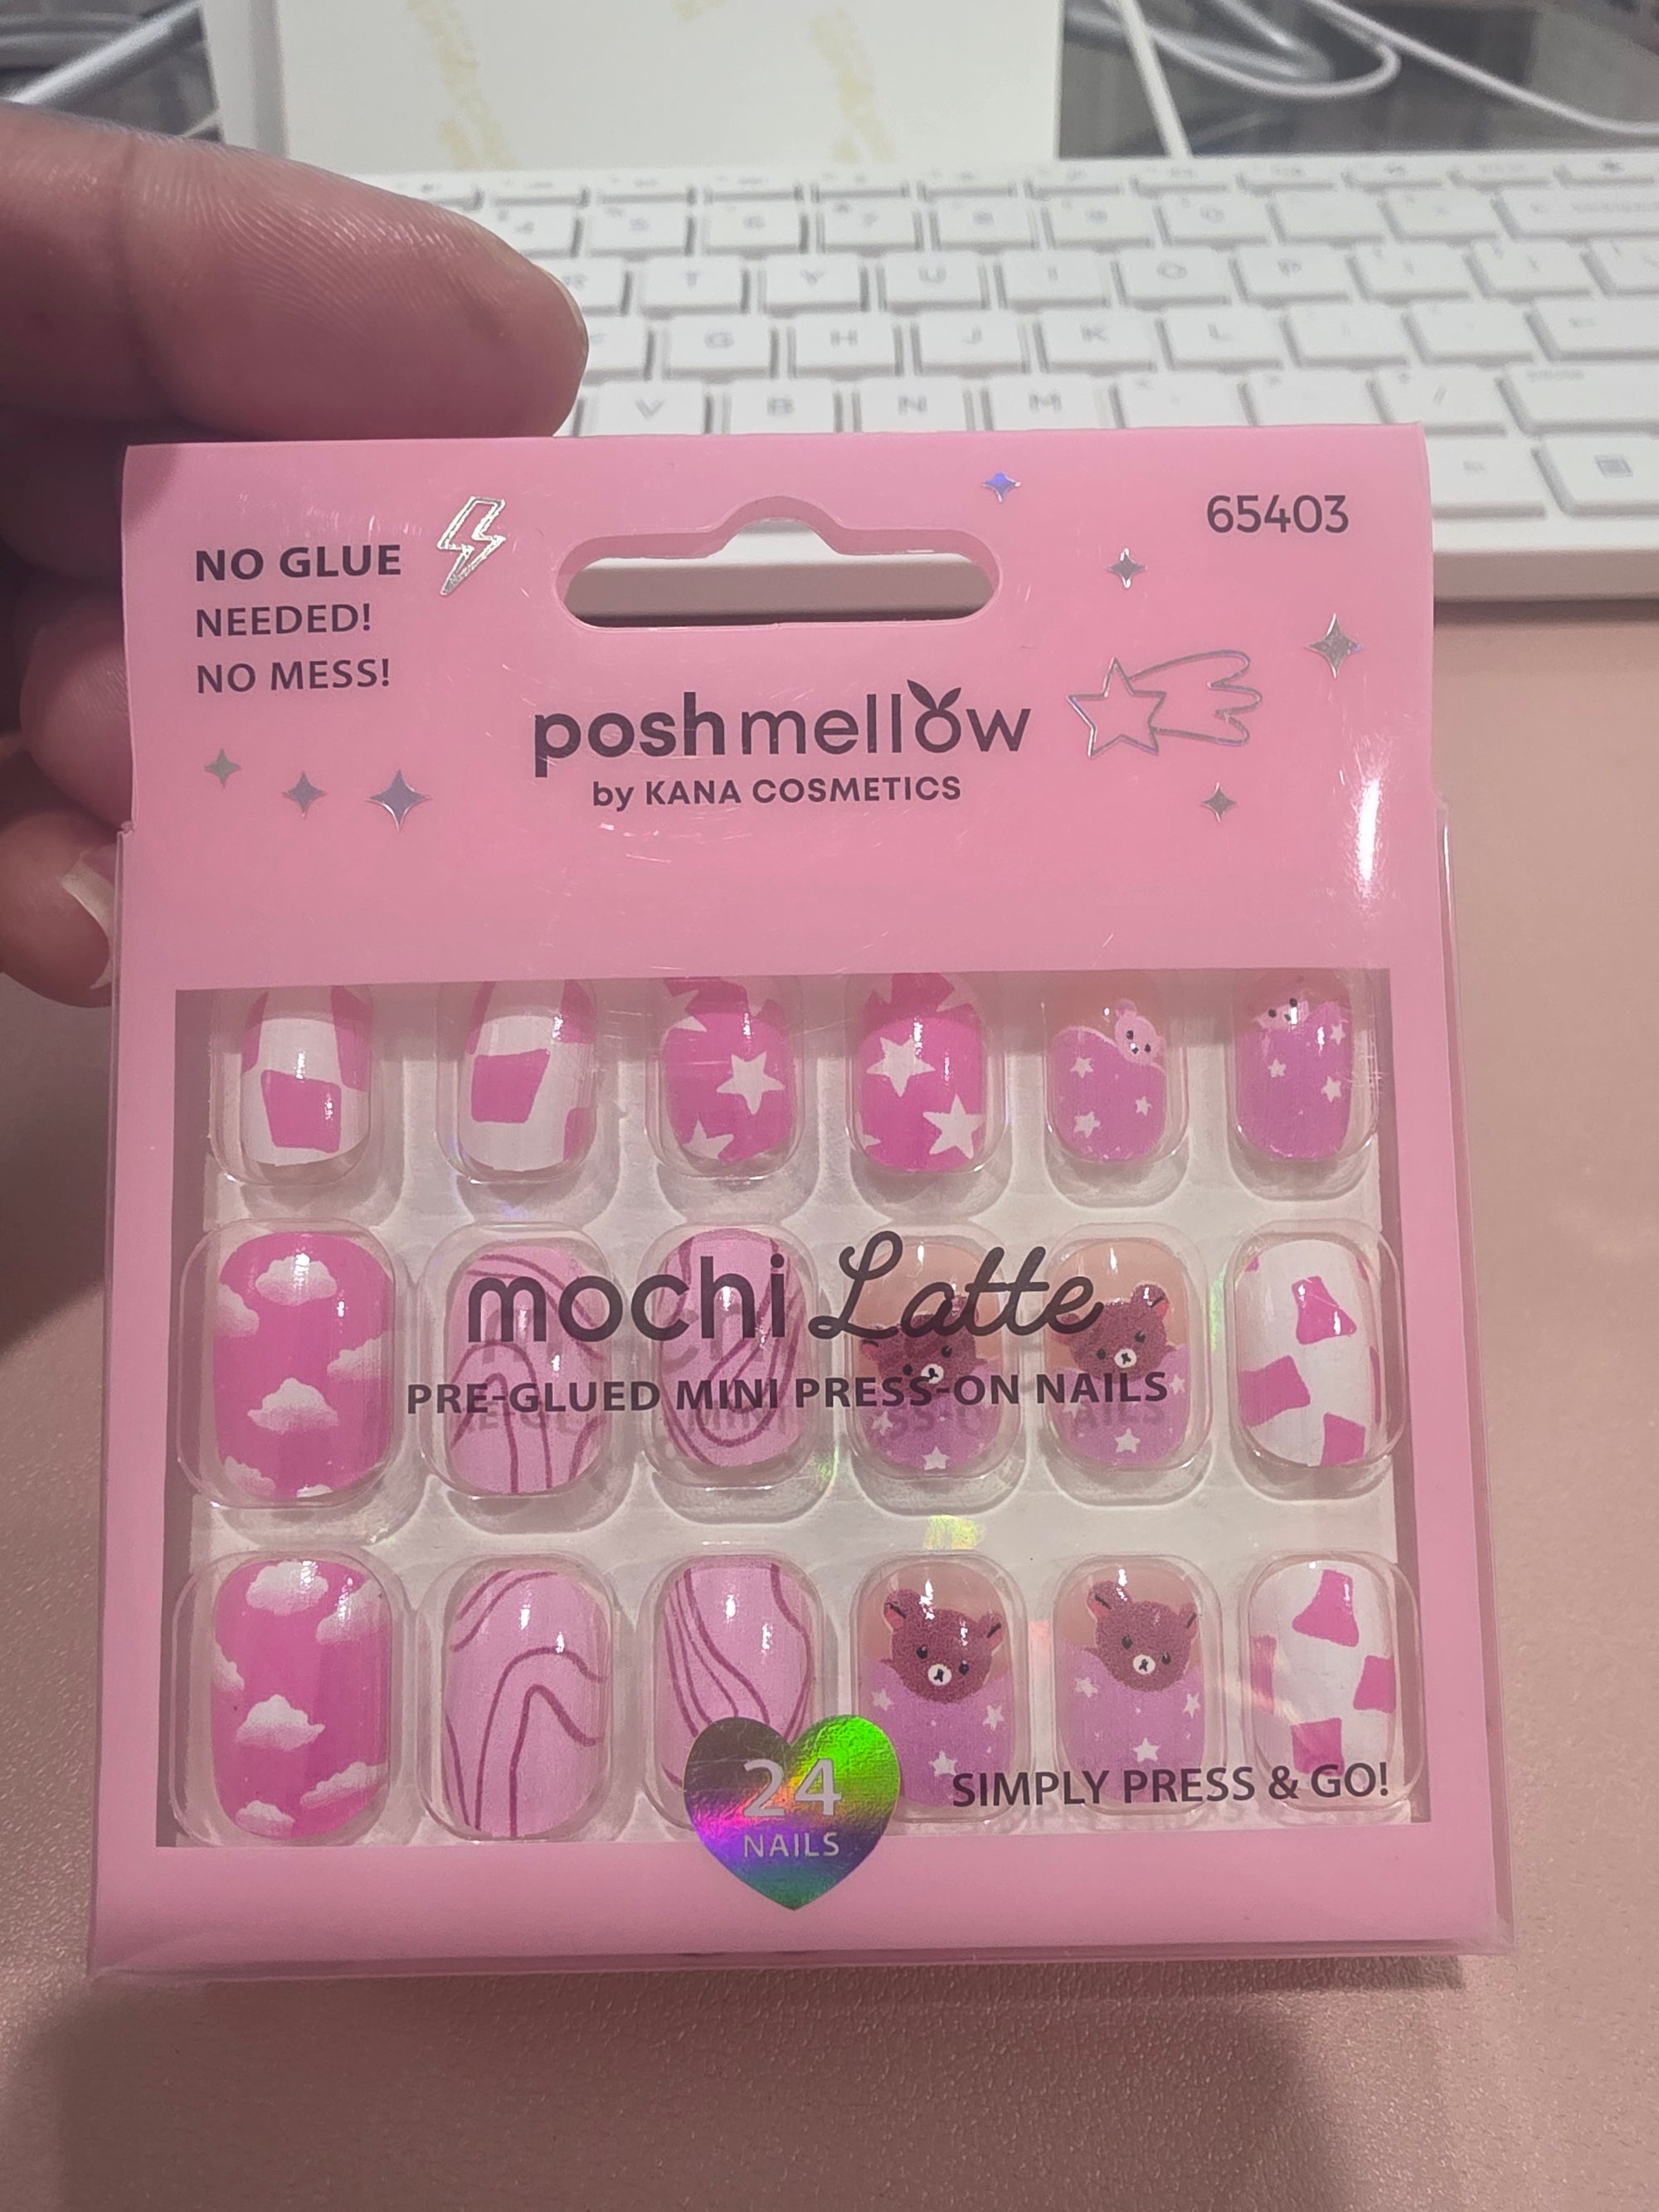 T Y U I O P
G H J K L
V B N M
NO GLUE
NEEDED!
NO MESS!
65403
poshmellow
by KANA COSMETICS
mochi Latte
PRE-GLUED MINI PRESS-ON NAILS
24
NAILS
SIMPLY PRESS & GO!